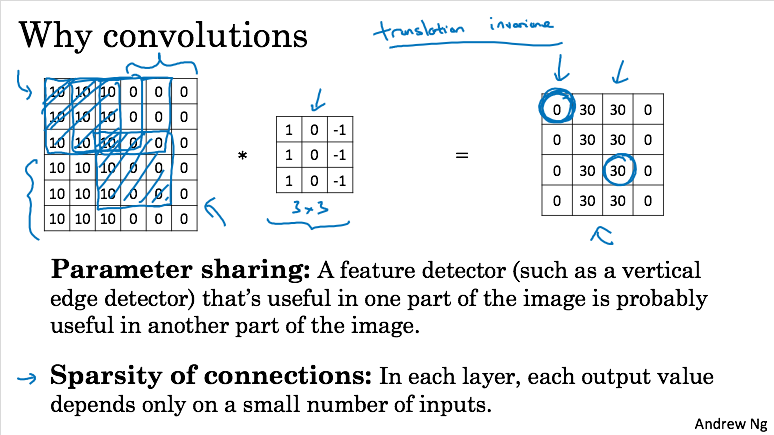 Why convolutions
translation invariance
10 10 10 0 0 0
10 10 10 0 0 0
10 10 10 0 0 0
10 10 10 0 0 0
10 10 10 0 0 0
10 10 10 0 0 0
*
1 0 -1
1 0 -1
1 0 -1
3x3
=
0 30 30 0
0 30 30 0
0 30 30 0
0 30 30 0
Parameter sharing: A feature detector (such as a vertical
edge detector) that's useful in one part of the image is probably
useful in another part of the image.
→ Sparsity of connections: In each layer, each output value
depends only on a small number of inputs.
Andrew Ng